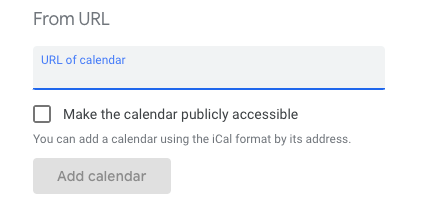 From URL
URL of calendar
Make the calendar publicly accessible
You can add a calendar using the iCal format by its address.
Add calendar